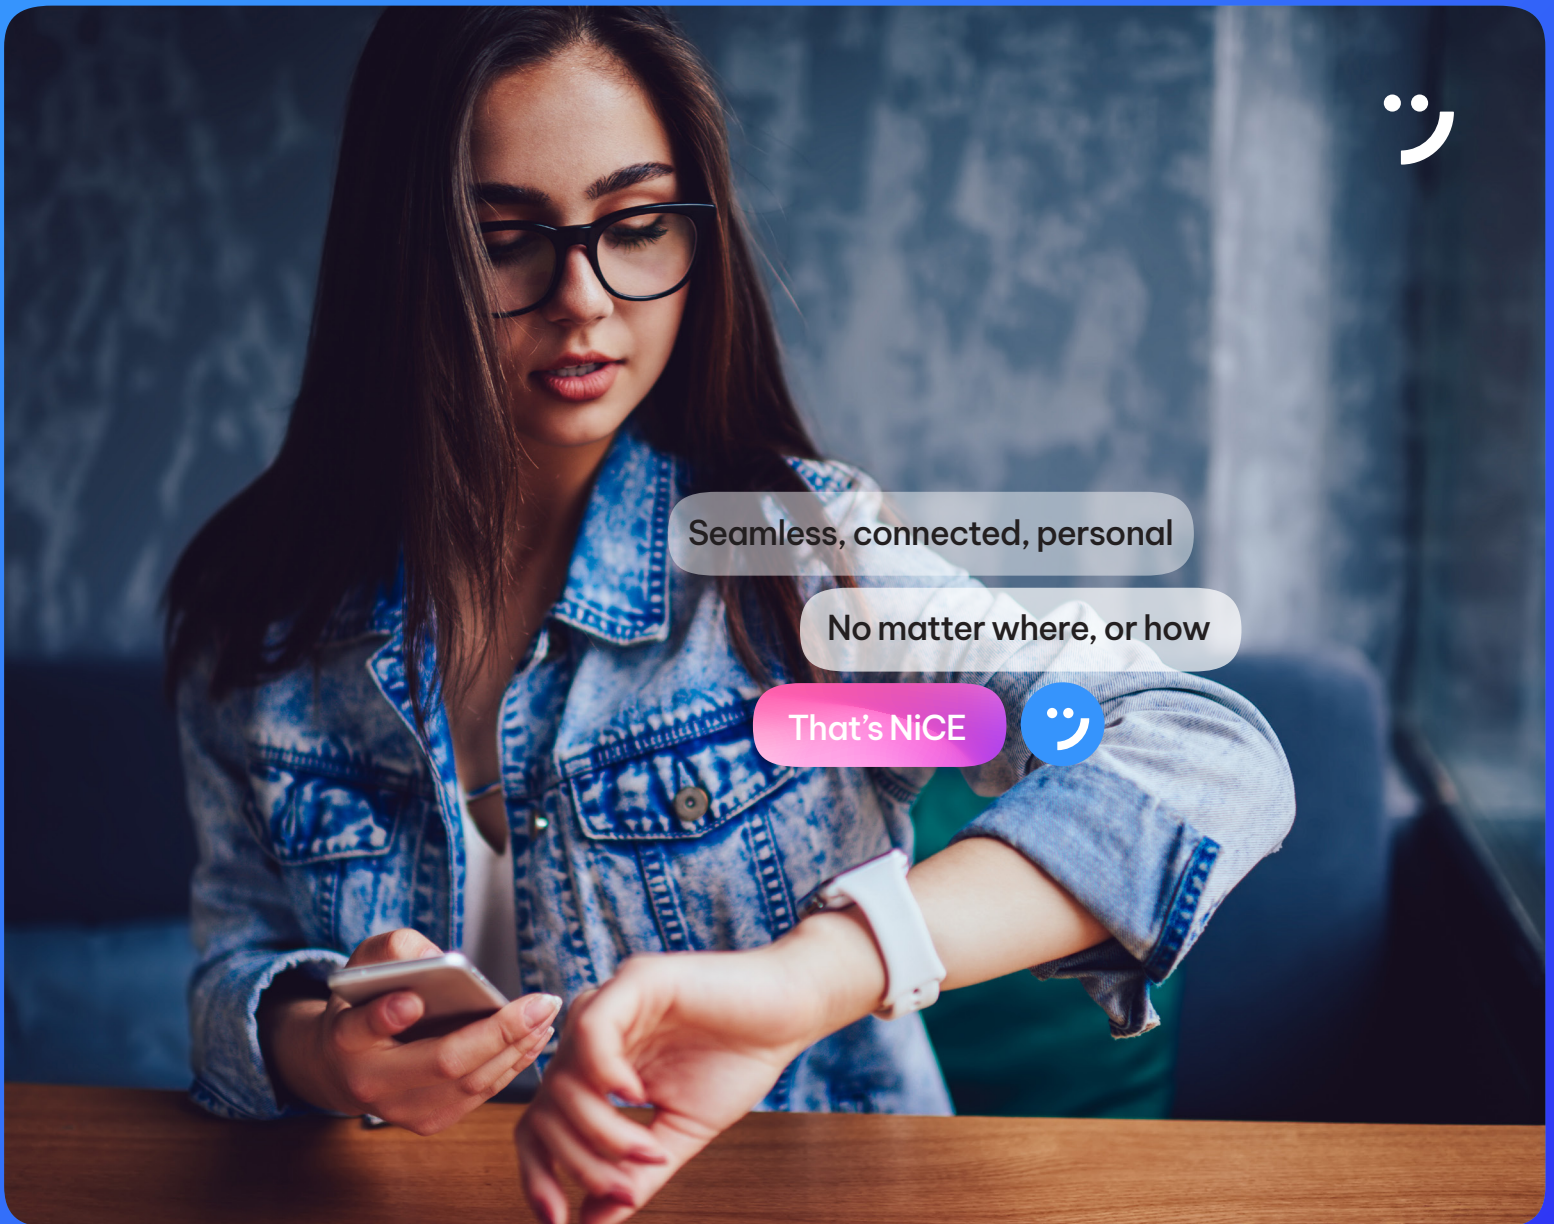 Seamless, connected, personal
No matter where, or how
That’s NiCE